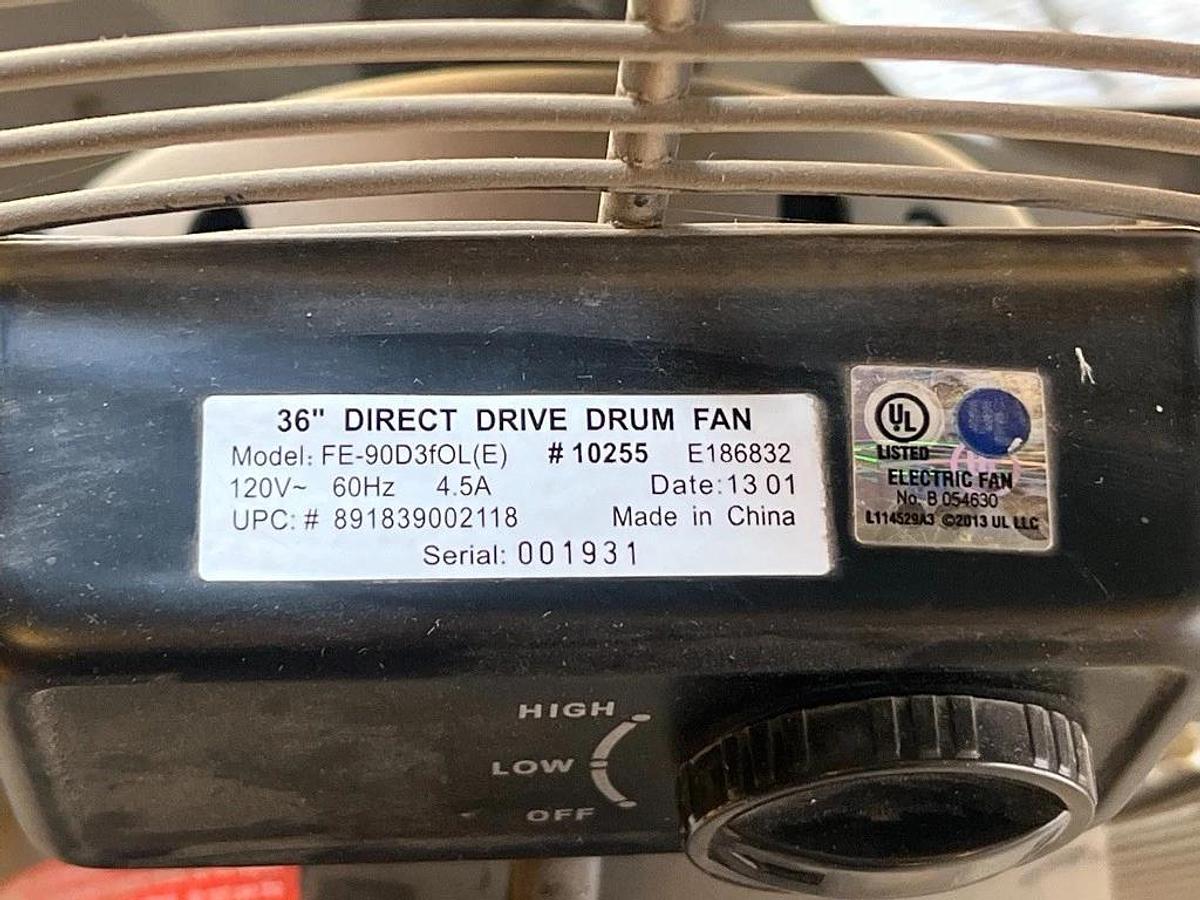 36" DIRECT DRIVE DRUM FAN
Model: FE-90D3fOL(E) #10255 E186832
120V~ 60Hz 4.5A Date:13 01
UPC: # 891839002118 Made in China
Serial: 001931
UL
LISTED
ELECTRIC FAN
No. B 054630
L114529A3 ©2013 UL LLC
HIGH
LOW
OFF